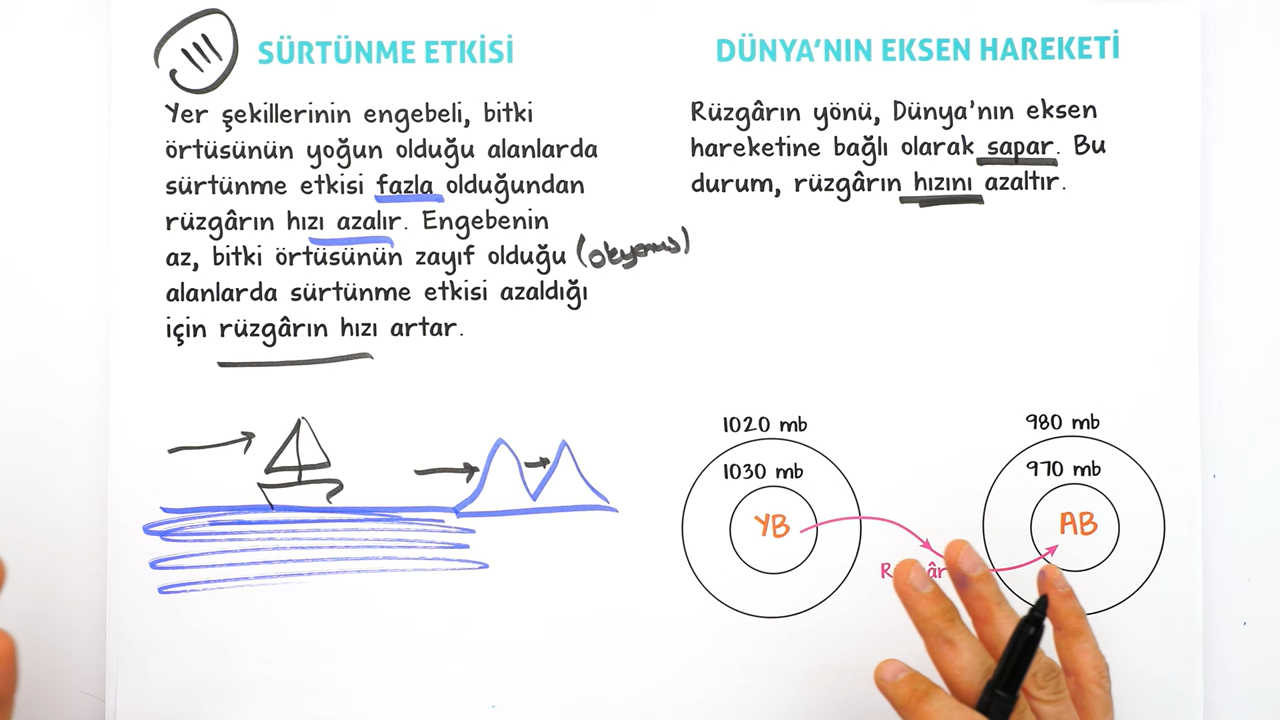 III
SÜRTÜNME ETKİSİ
Yer şekillerinin engebeli, bitki
örtüsünün yoğun olduğu alanlarda
sürtünme etkisi fazla olduğundan
rüzgârın hızı azalır. Engebenin
az, bitki örtüsünün zayıf olduğu (okyanus)
alanlarda sürtünme etkisi azaldığı
için rüzgârın hızı artar.
DÜNYA'NIN EKSEN HAREKETİ
Rüzgârın yönü, Dünya'nın eksen
hareketine bağlı olarak sapar. Bu
durum, rüzgârın hızını azaltır.
1020 mb
1030 mb
YB
980 mb
970 mb
AB